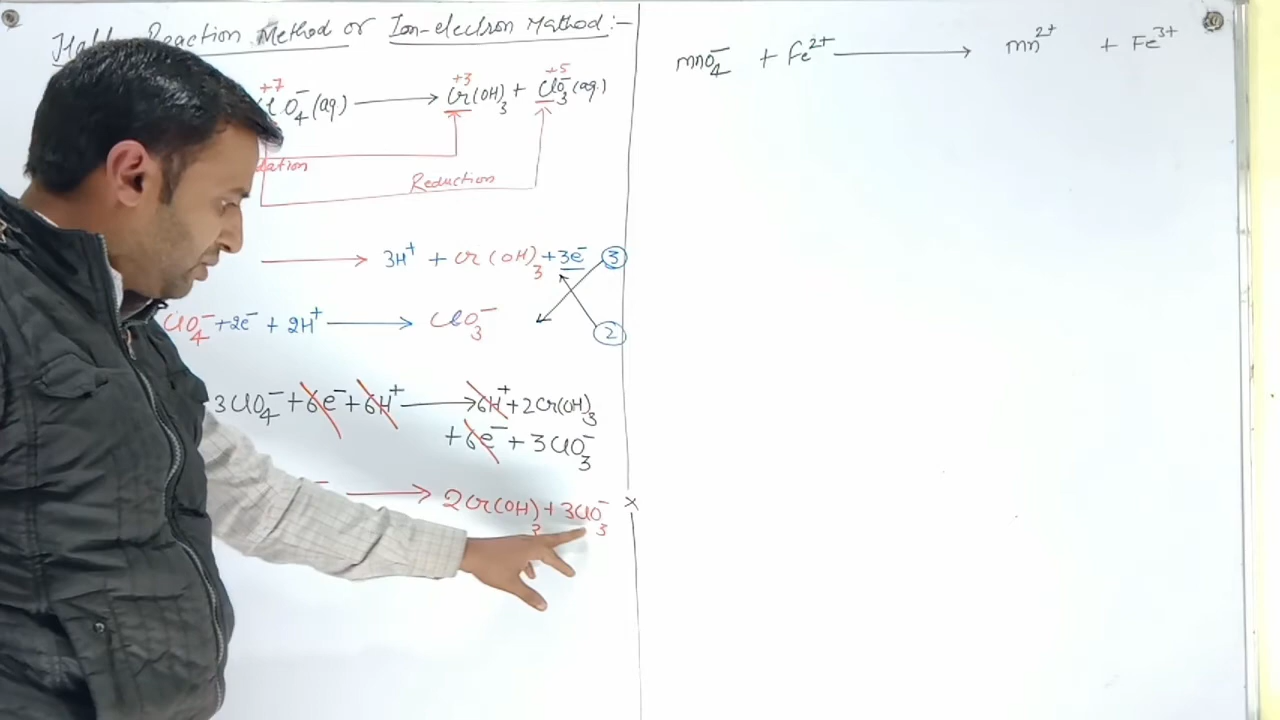 Reaction Method or Ion-electron Method :-
+7 +3 +5
ClO₄⁻ (aq) ⟶ Cr(OH)₃ + ClO₃⁻ (aq.)
dation
Reduction
⟶ 3H⁺ + Cr(OH)₃ + 3e⁻ ③
ClO₄⁻ + 2e⁻ + 2H⁺ ⟶ ClO₃⁻ ②
3ClO₄⁻ + 6e⁻ + 6H⁺ ⟶ 6H⁺ + 2Cr(OH)₃
+ 6e⁻ + 3ClO₃⁻
⟶ 2Cr(OH)₃ + 3ClO₃⁻ ×
MnO₄⁻ + Fe²⁺ ⟶ Mn²⁺ + Fe³⁺